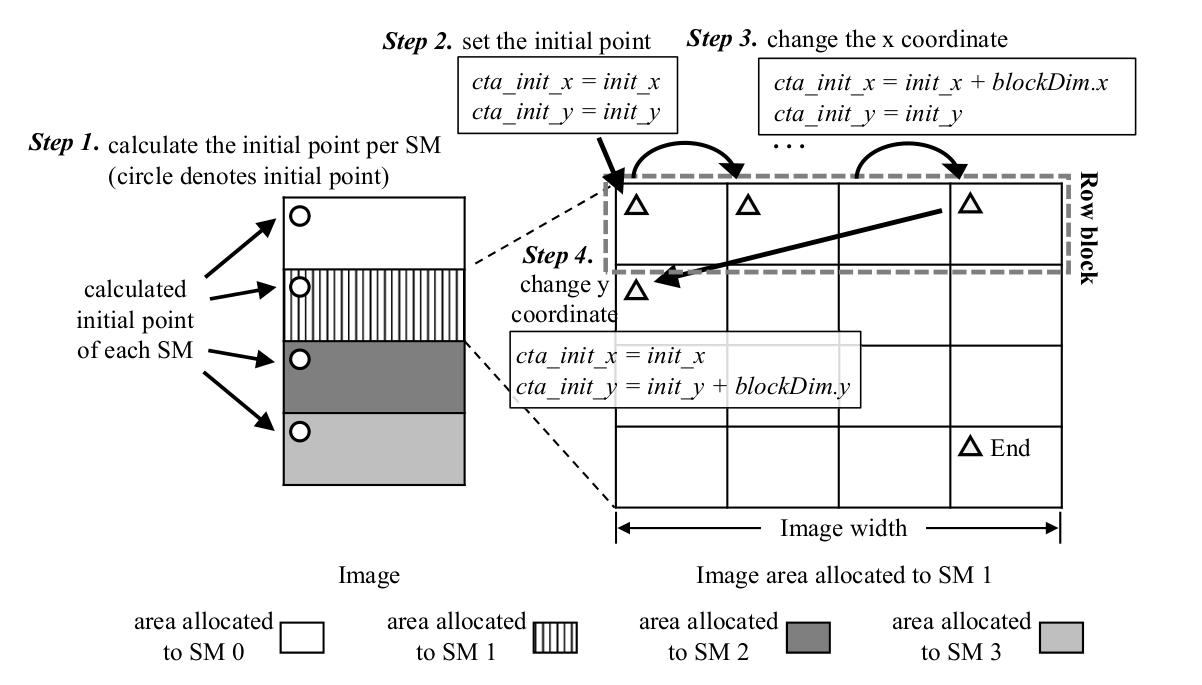 Step 2. set the initial point
cta_init_x = init_x
cta_init_y = init_y
Step 3. change the x coordinate
cta_init_x = init_x + blockDim.x
cta_init_y = init_y
...
Step 1. calculate the initial point per SM
(circle denotes initial point)
calculated
initial point
of each SM
Row block
Step 4.
change y
coordinate
cta_init_x = init_x
cta_init_y = init_y + blockDim.y
End
Image width
Image
Image area allocated to SM 1
area allocated
to SM 0
area allocated
to SM 1
area allocated
to SM 2
area allocated
to SM 3